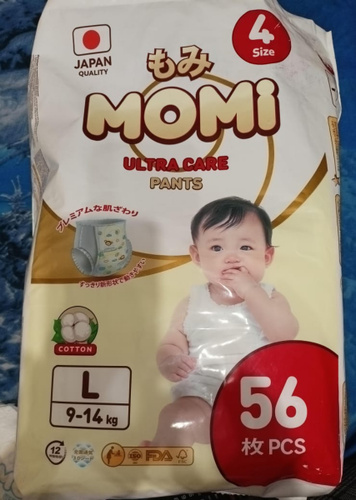 JAPAN
QUALITY
4
Size
もみ
MOMi
ULTRA CARE
PANTS
プレミアムな肌ざわり
COTTON
L
9-14 kg
56
枚 PCS
12
FDA
FSC